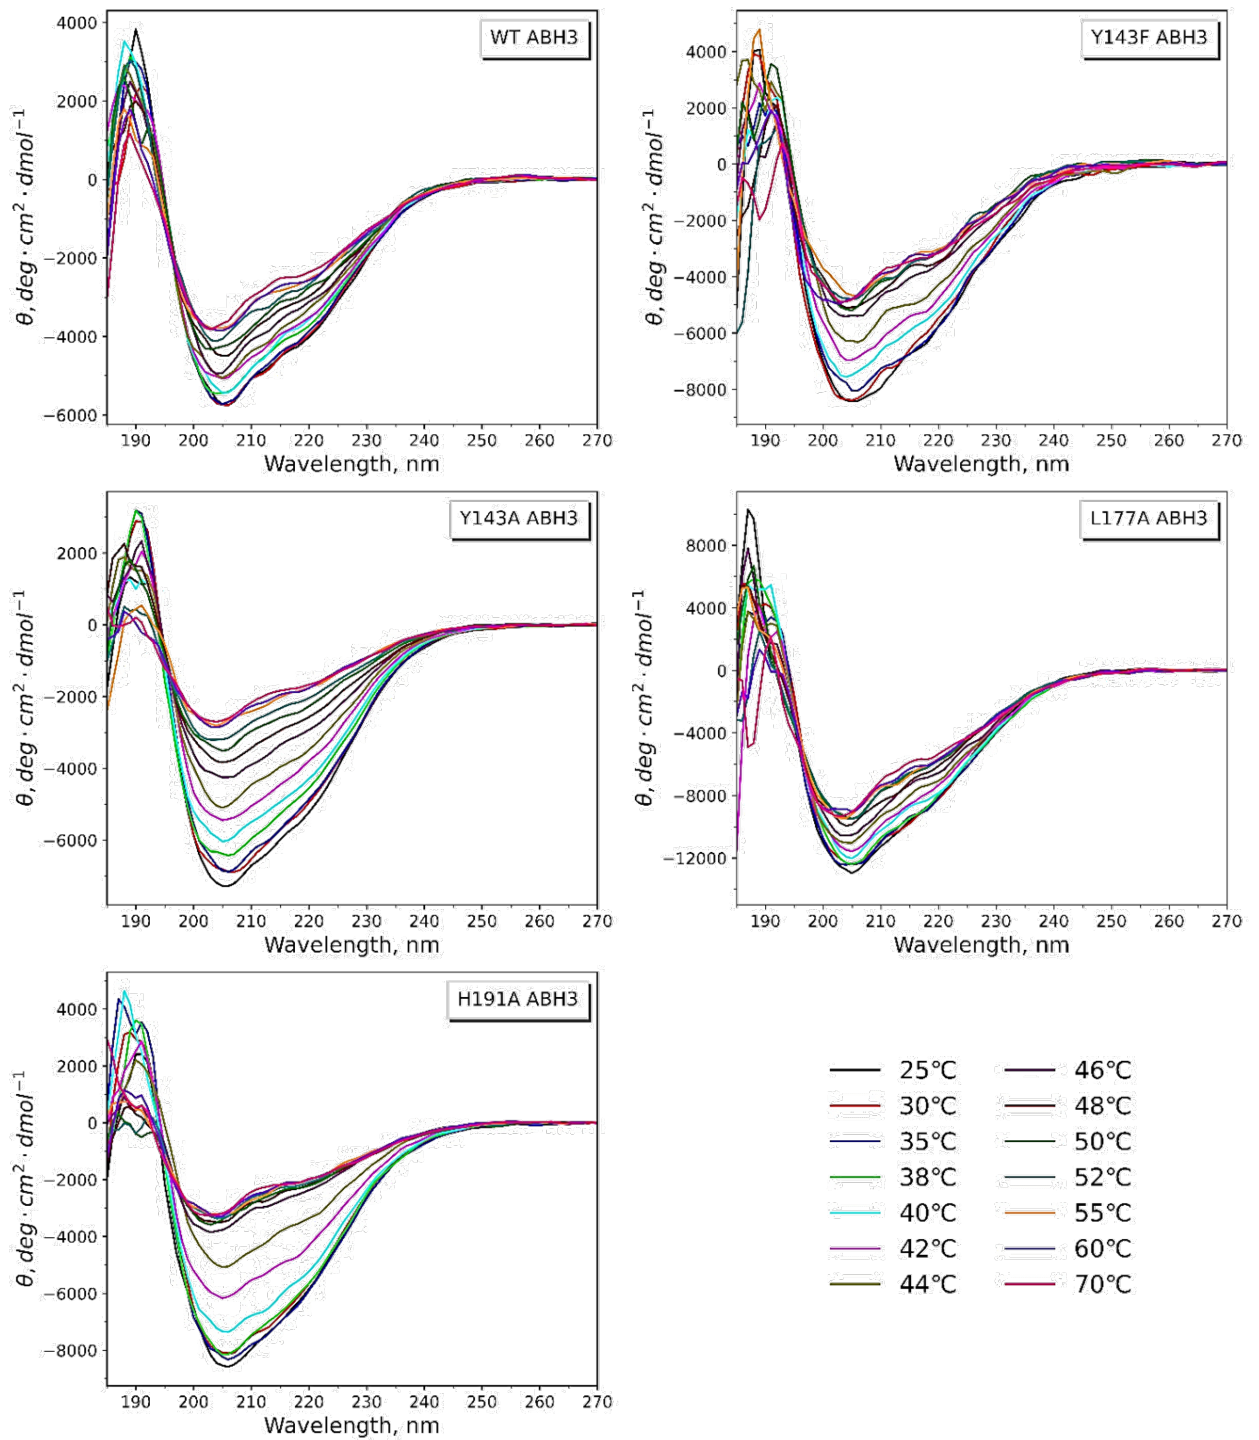 WT ABH3
4000
2000
0
−2000
−4000
−6000
θ, deg · cm² · dmol⁻¹
190 200 210 220 230 240 250 260 270
Wavelength, nm
Y143F ABH3
4000
2000
0
−2000
−4000
−6000
−8000
θ, deg · cm² · dmol⁻¹
190 200 210 220 230 240 250 260 270
Wavelength, nm
Y143A ABH3
2000
0
−2000
−4000
−6000
θ, deg · cm² · dmol⁻¹
190 200 210 220 230 240 250 260 270
Wavelength, nm
L177A ABH3
8000
4000
0
−4000
−8000
−12000
θ, deg · cm² · dmol⁻¹
190 200 210 220 230 240 250 260 270
Wavelength, nm
H191A ABH3
4000
2000
0
−2000
−4000
−6000
−8000
θ, deg · cm² · dmol⁻¹
190 200 210 220 230 240 250 260 270
Wavelength, nm
25°C
30°C
35°C
38°C
40°C
42°C
44°C
46°C
48°C
50°C
52°C
55°C
60°C
70°C